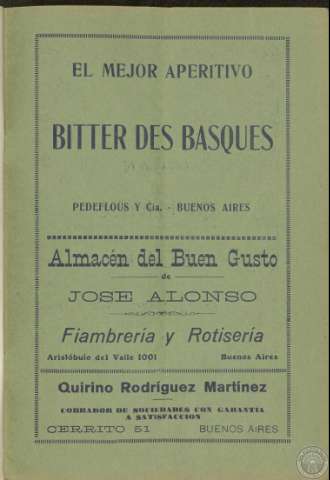 EL MEJOR APERITIVO
BITTER DES BASQUES
PEDEFLOUS Y Cia. - BUENOS AIRES
Almacén del Buen Gusto
de
JOSE ALONSO
Fiambrería y Rotisería
Aristóbulo del Valle 1001 Buenos Aires
Quirino Rodríguez Martínez
COBRADOR DE SOCIEDADES CON GARANTIA
A SATISFACCION
CERRITO 51 BUENOS AIRES